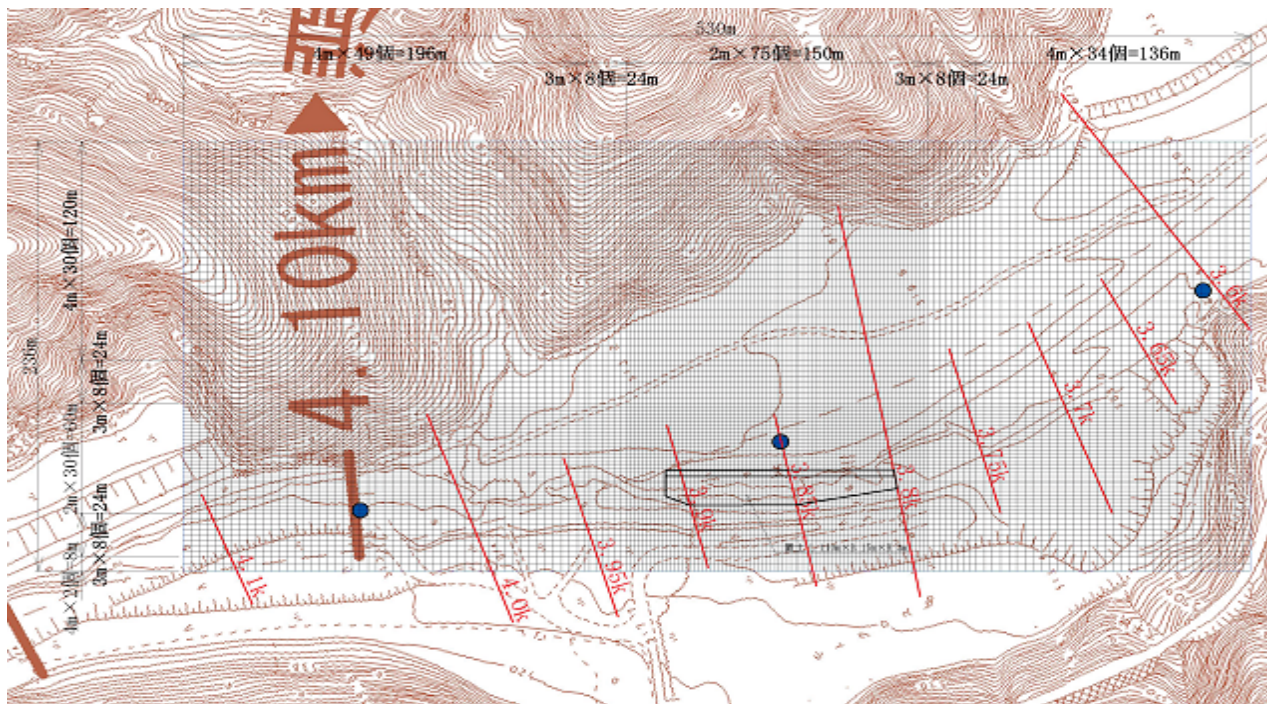 530m
4m×49個=196m
2m×75個=150m
4m×34個=136m
3m×8個=24m
3m×8個=24m
4.10km
236m
4m×30個=120m
3m×8個=24m
2m×30個=60m
3m×8個=24m
4m×2個=8m
4.1k
4.0k
3.95k
3.9k
3.85k
3.8k
3.75k
3.7k
3.65k
3.6k